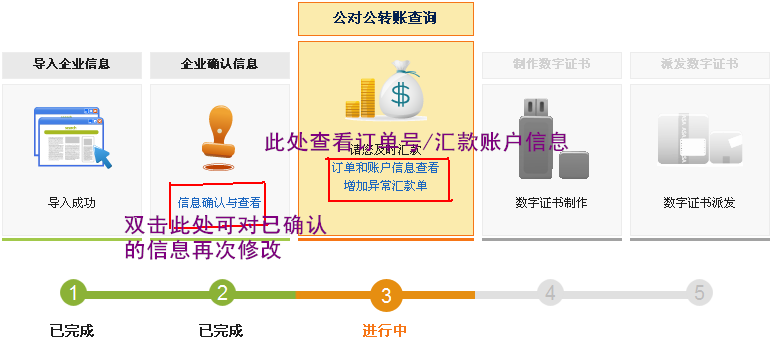 公对公转账查询
导入企业信息
企业确认信息
制作数字证书
派发数字证书
此处查看订单号/汇款账户信息
请您及时汇款
订单和账户信息查看
增加异常汇款单
导入成功
信息确认与查看
数字证书制作
数字证书派发
双击此处可对已确认
的信息再次修改
1
2
3
4
5
已完成
已完成
进行中